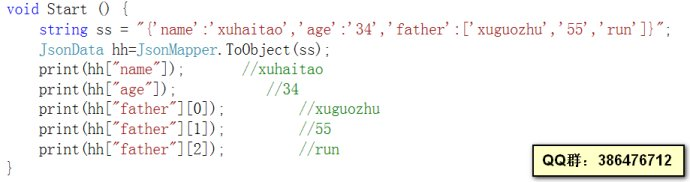 void Start () {
    string ss = "{'name':'xuhaitao','age':'34','father':['xuguozhu','55','run']}";
    JsonData hh=JsonMapper.ToObject(ss);
    print(hh["name"]);        //xuhaitao
    print(hh["age"]);            //34
    print(hh["father"][0]);          //xuguozhu
    print(hh["father"][1]);          //55
    print(hh["father"][2]);          //run
}
QQ群：386476712